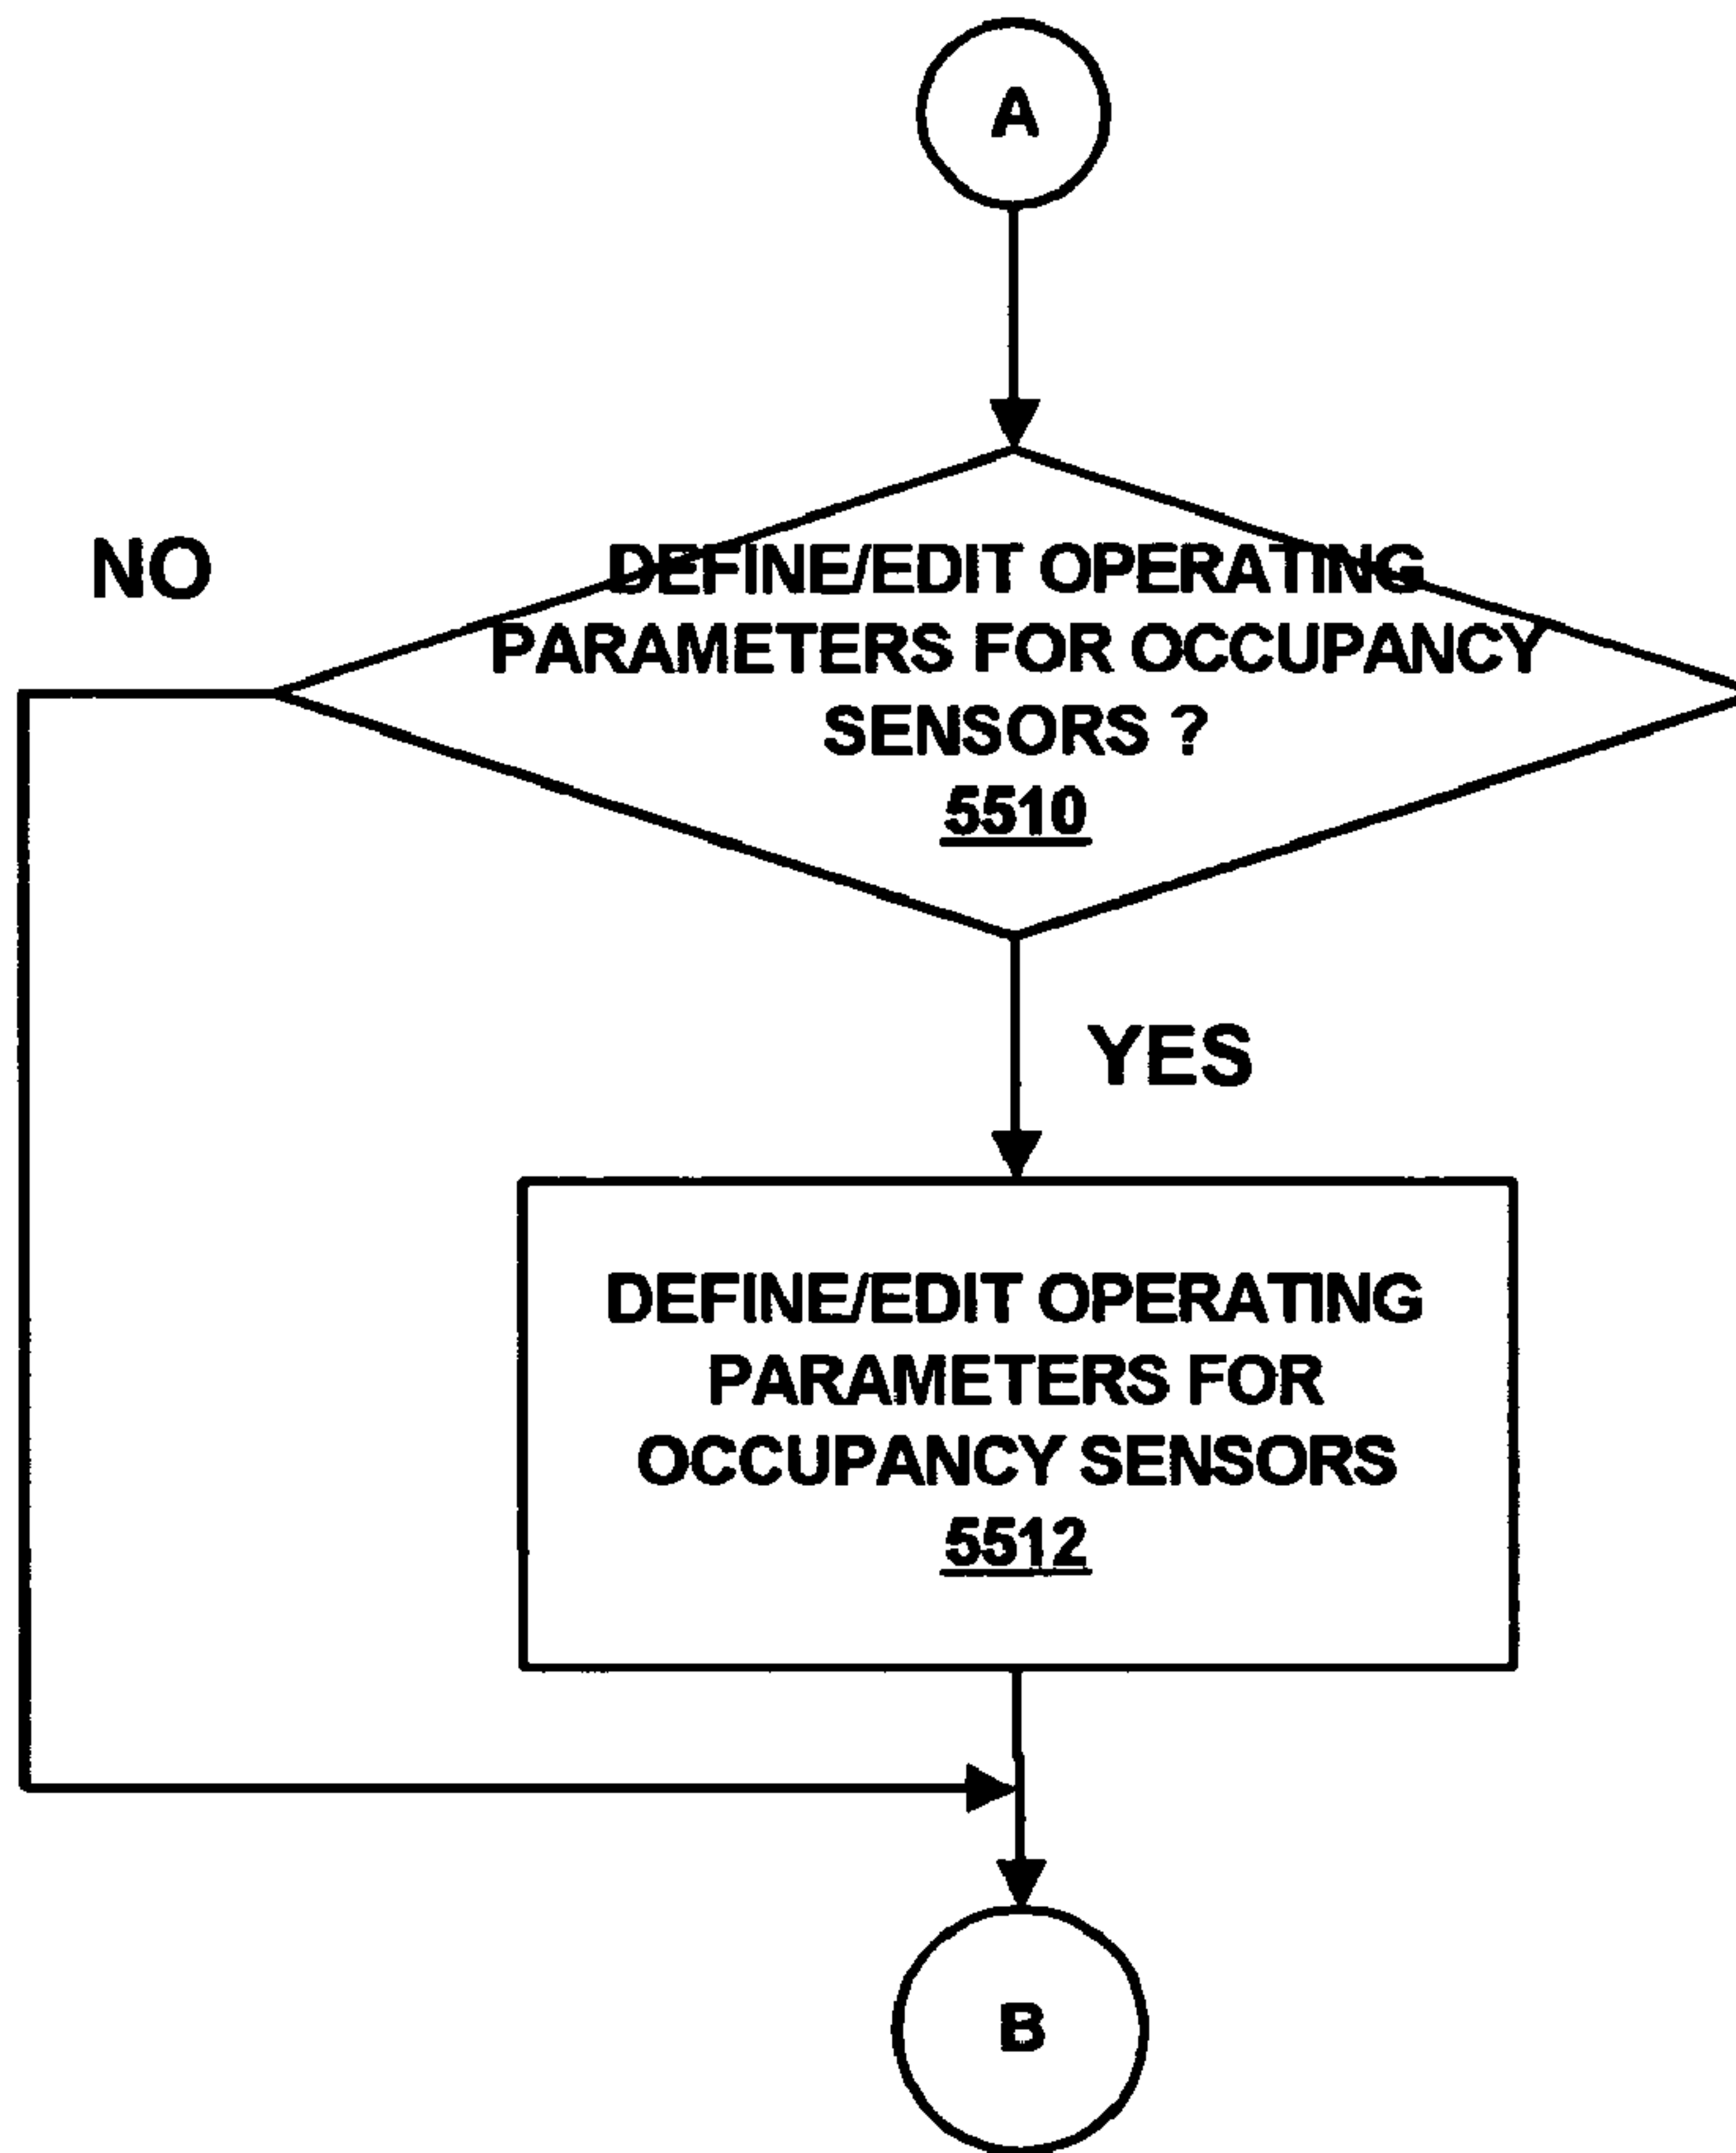 A
NO
DEFINE/EDIT OPERATING
PARAMETERS FOR OCCUPANCY
SENSORS ?
5510
YES
DEFINE/EDIT OPERATING
PARAMETERS FOR
OCCUPANCY SENSORS
5512
B